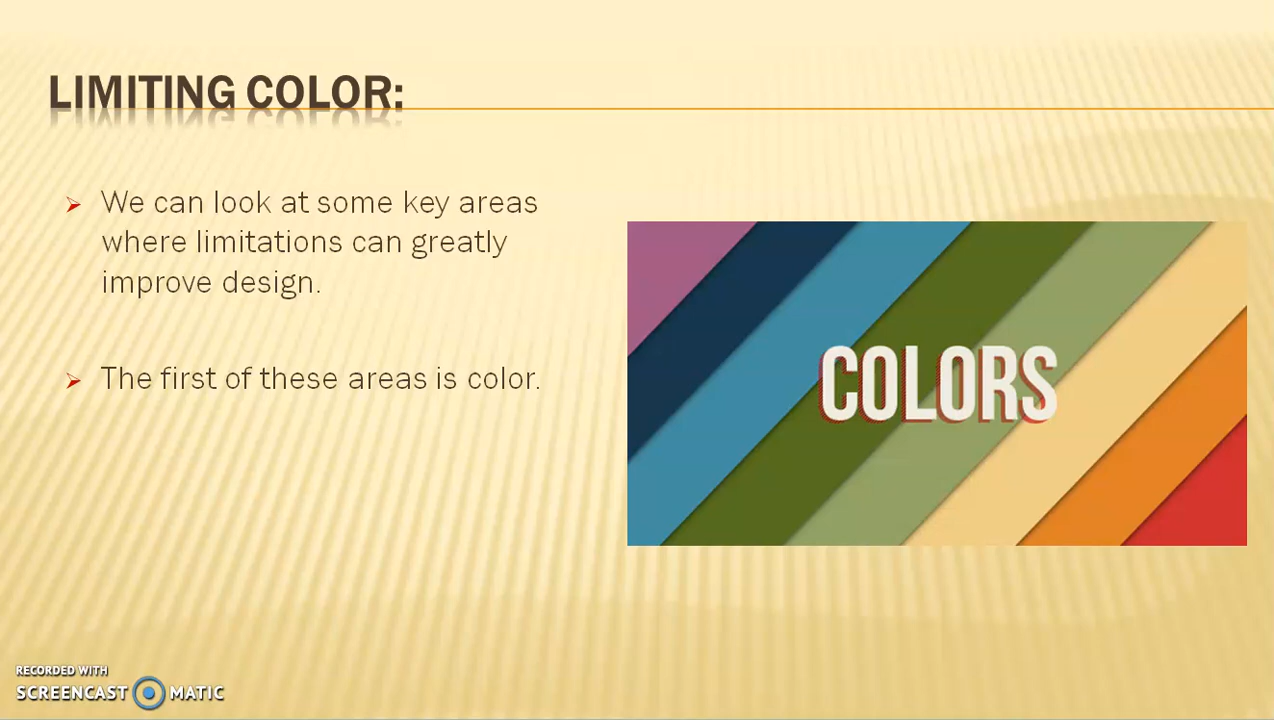 LIMITING COLOR:
We can look at some key areas
where limitations can greatly
improve design.
The first of these areas is color.
COLORS
RECORDED WITH
SCREENCAST MATIC